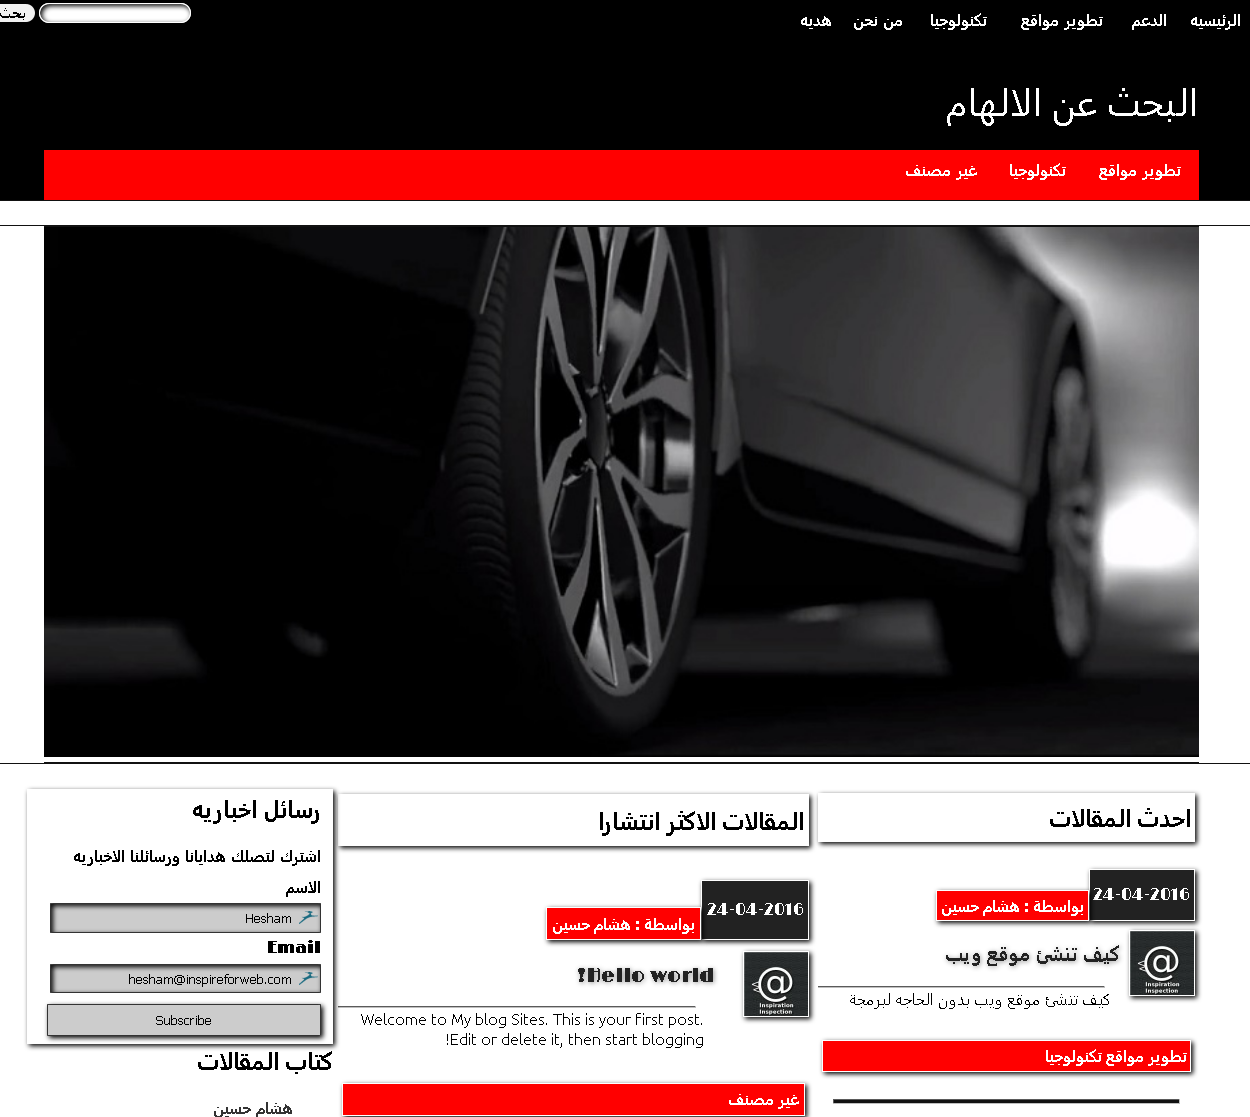 الرئيسيه
الدعم
تطوير مواقع
تكنولوجيا
من نحن
هديه
بحث
البحث عن الالهام
تطوير مواقع
تكنولوجيا
غير مصنف
احدث المقالات
24-04-2016
بواسطة : هشام حسين
@
Inspiration
Inspection
كيف تنشئ موقع ويب
كيف تنشئ موقع ويب بدون الحاجه لبرمجة
تطوير مواقع تكنولوجيا
المقالات الاكثر انتشارا
24-04-2016
بواسطة : هشام حسين
@
Inspiration
Inspection
Hello world!
Welcome to My blog Sites. This is your first post.
Edit or delete it, then start blogging!
غير مصنف
رسائل اخباريه
اشترك لتصلك هدايانا ورسائلنا الاخباريه
الاسم
Hesham
Email
hesham@inspireforweb.com
Subscribe
كتاب المقالات
هشام حسين